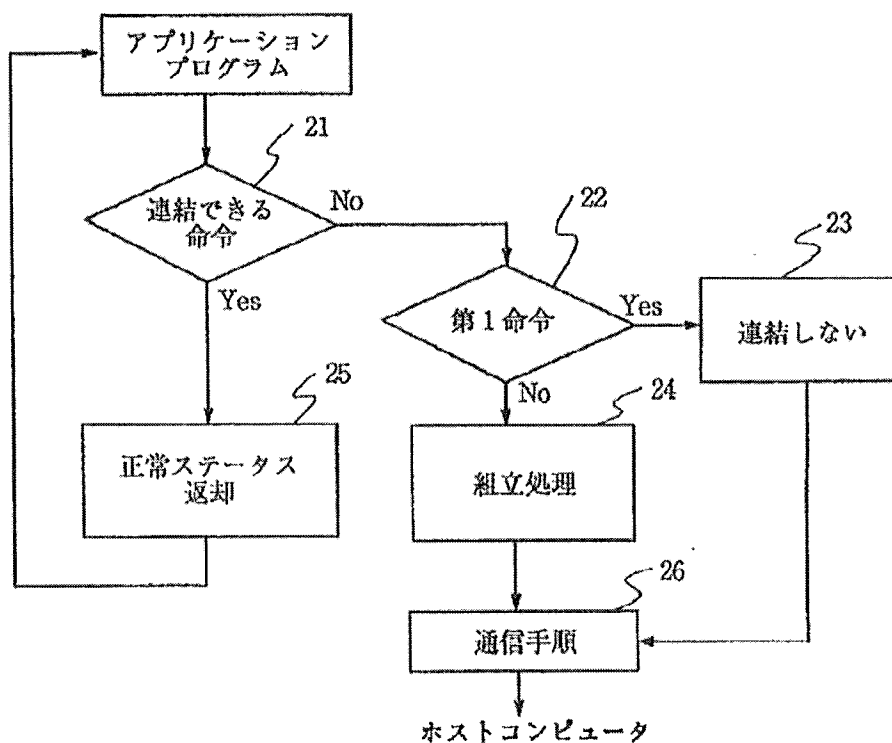 アプリケーション
プログラム
21
連結できる
命令
No
Yes
22
第1命令
Yes
No
23
連結しない
25
正常ステータス
返却
24
組立処理
26
通信手順
ホストコンピュータ